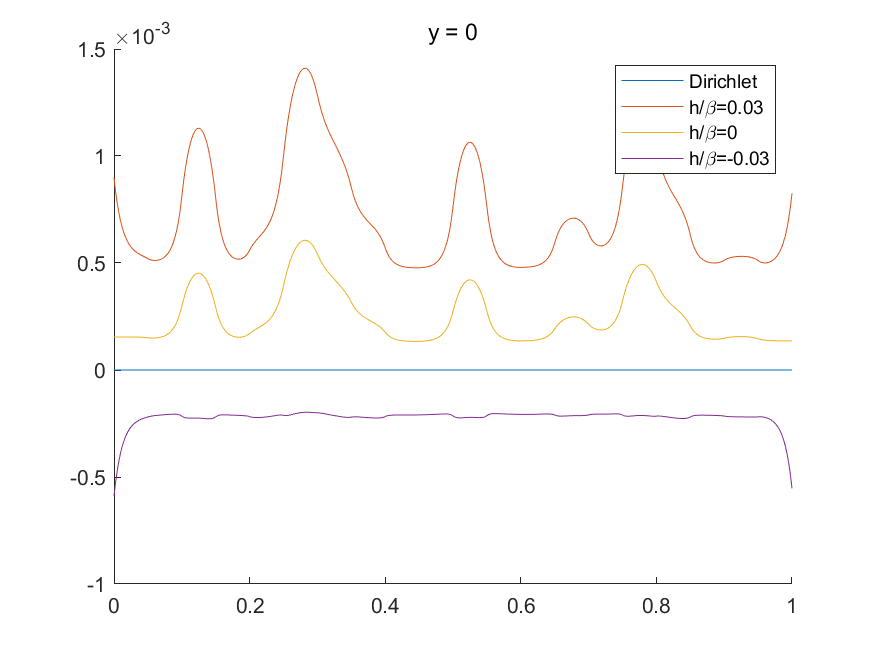 y = 0
×10-3
1.5
1
0.5
0
-0.5
-1
0
0.2
0.4
0.6
0.8
1
Dirichlet
h/β=0.03
h/β=0
h/β=-0.03